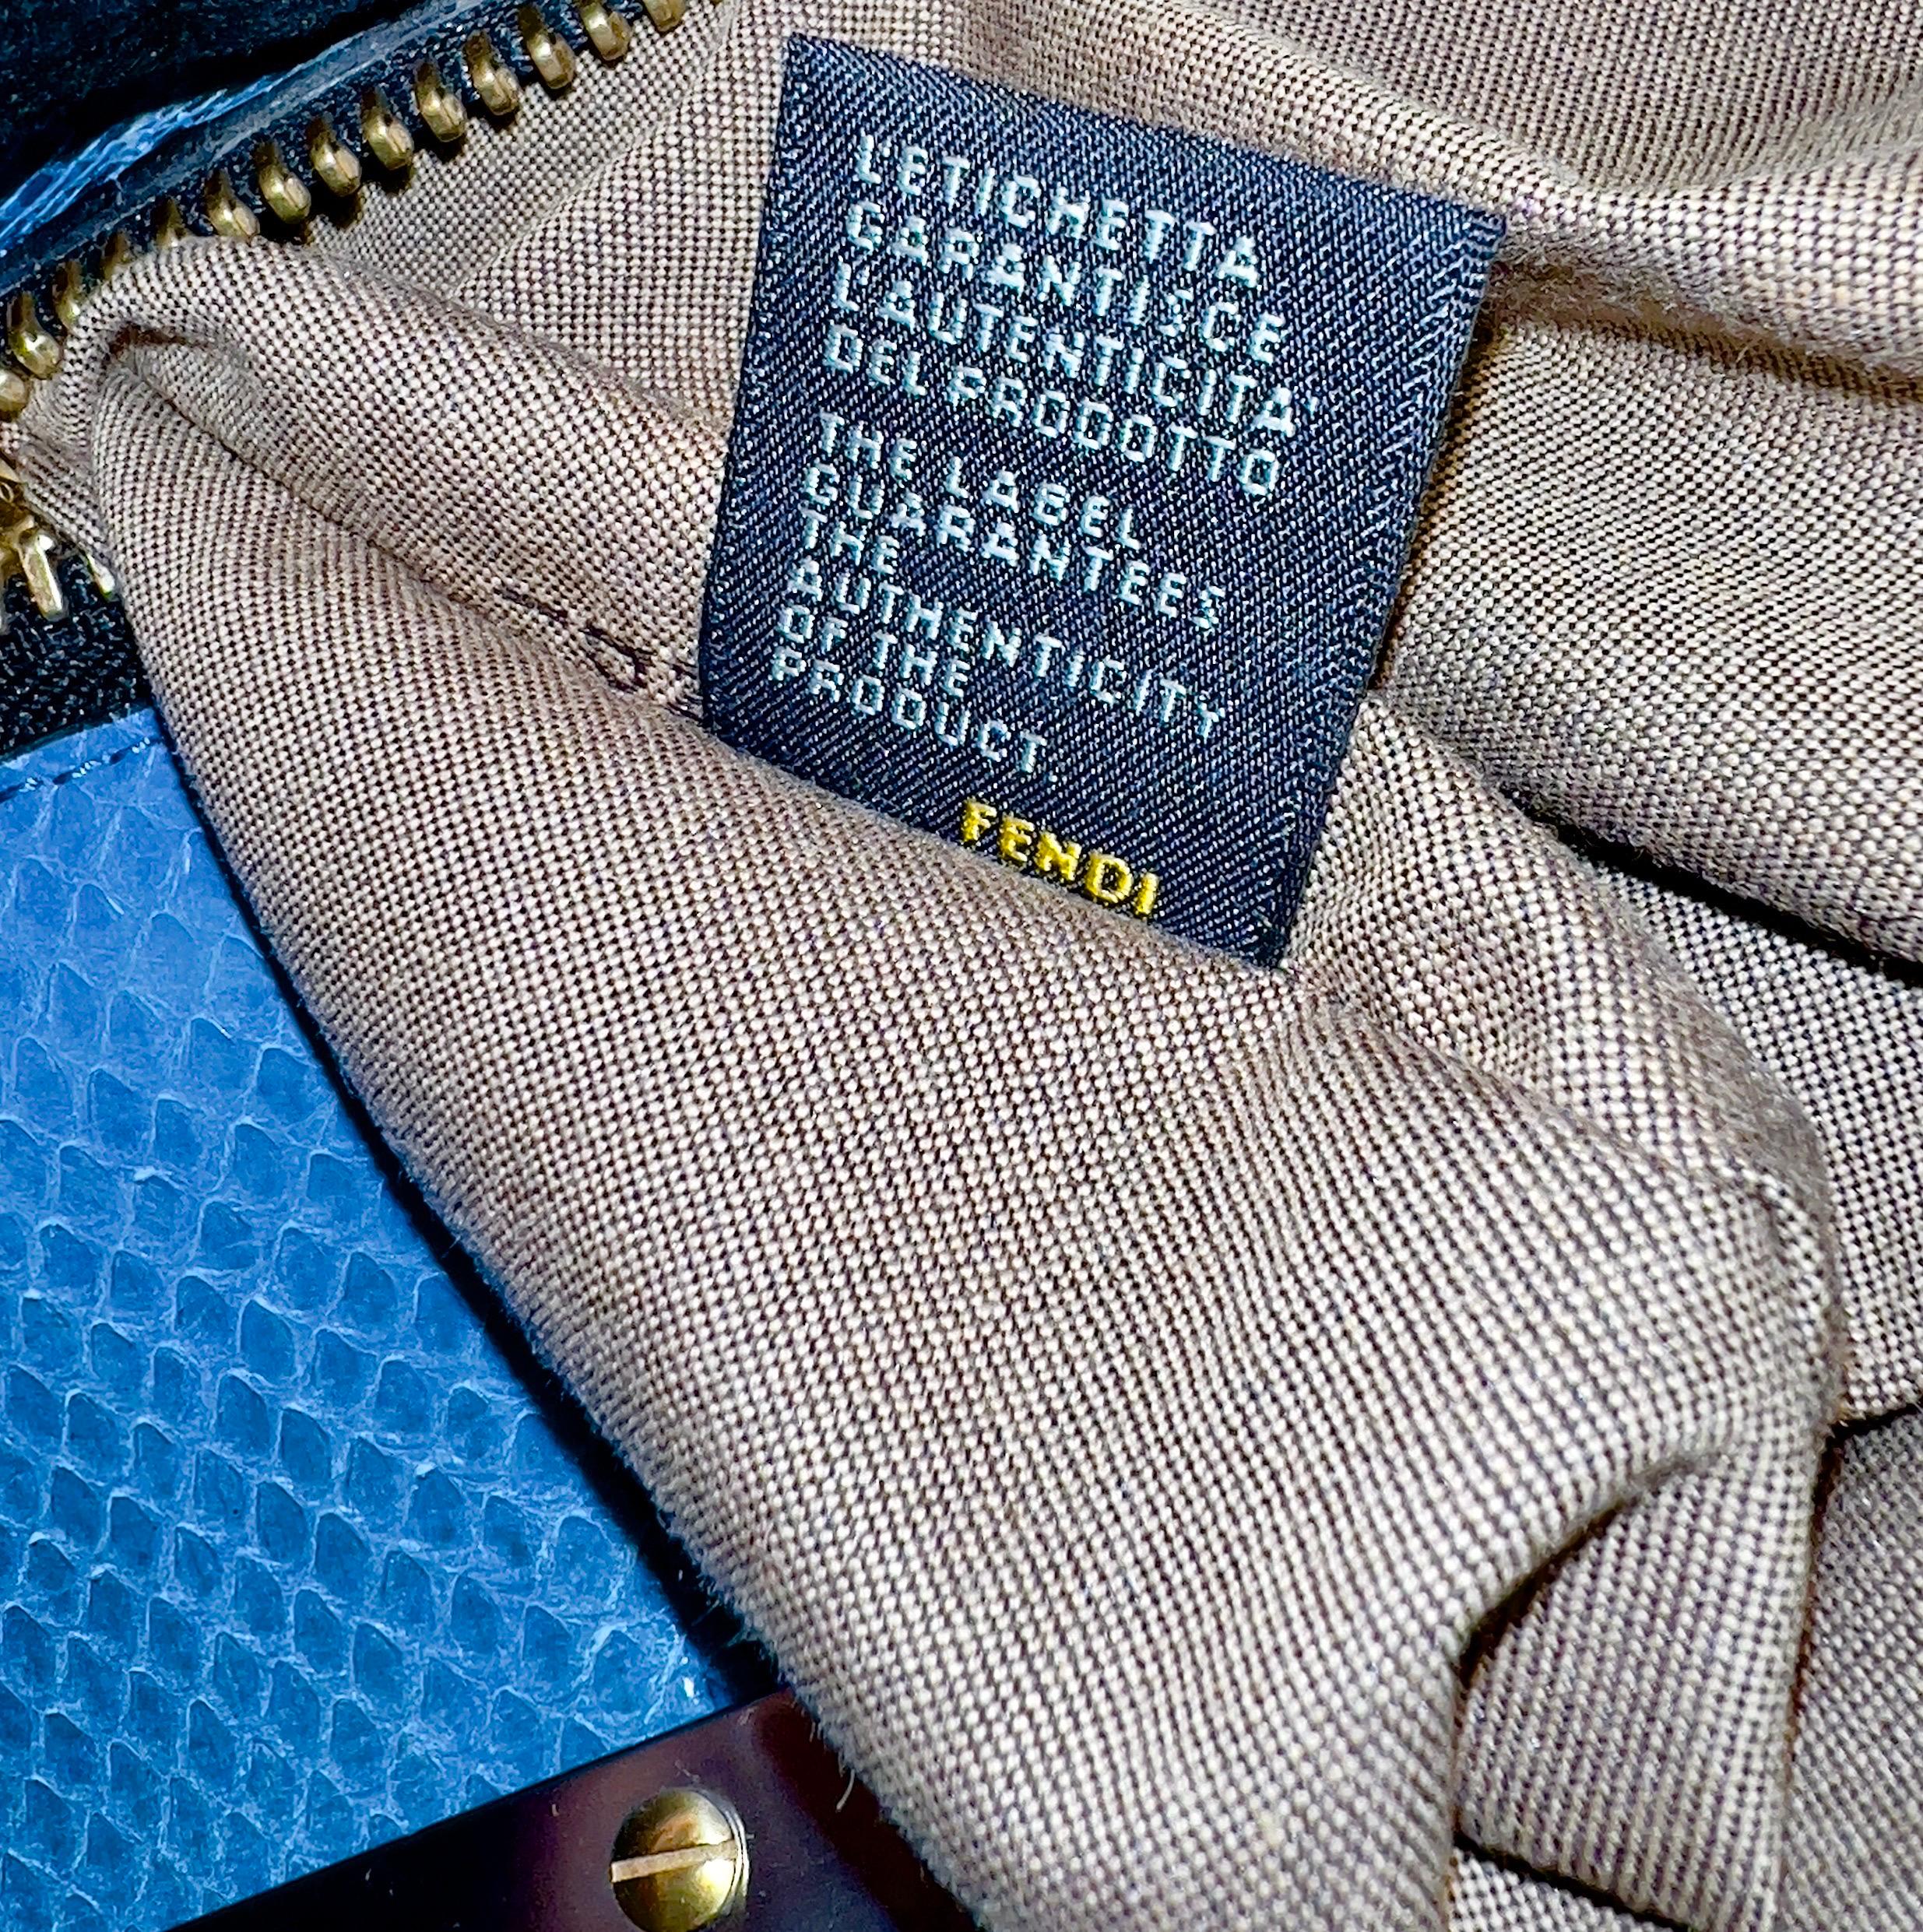 L'ETICHETTA
GARANTISCE
L'AUTENTICITA'
DEL PRODOTTO
THE LABEL
GUARANTEES
THE
AUTHENTICITY
OF THE
PRODUCT.
FENDI